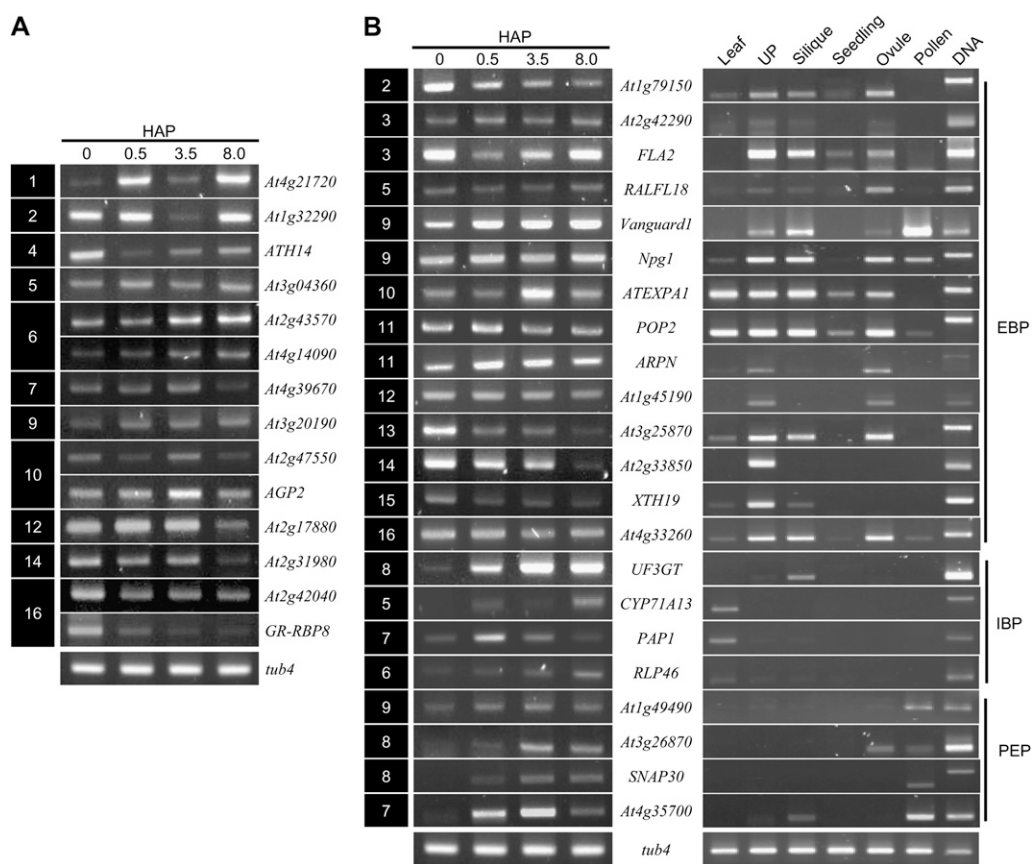 A
HAP
0 0.5 3.5 8.0
1 At4g21720
2 At1g32290
4 ATH14
5 At3g04360
6 At2g43570
At4g14090
7 At4g39670
9 At3g20190
10 At2g47550
AGP2
12 At2g17880
14 At2g31980
16 At2g42040
GR-RBP8
tub4
B
HAP
0 0.5 3.5 8.0
Leaf UP Silique Seedling Ovule Pollen DNA
2 At1g79150
3 At2g42290
3 FLA2
5 RALFL18
9 Vanguard1
9 Npg1
10 ATEXPA1
11 POP2
11 ARPN
12 At1g45190
13 At3g25870
14 At2g33850
15 XTH19
16 At4g33260
EBP
8 UF3GT
5 CYP71A13
7 PAP1
6 RLP46
IBP
9 At1g49490
8 At3g26870
8 SNAP30
7 At4g35700
PEP
tub4